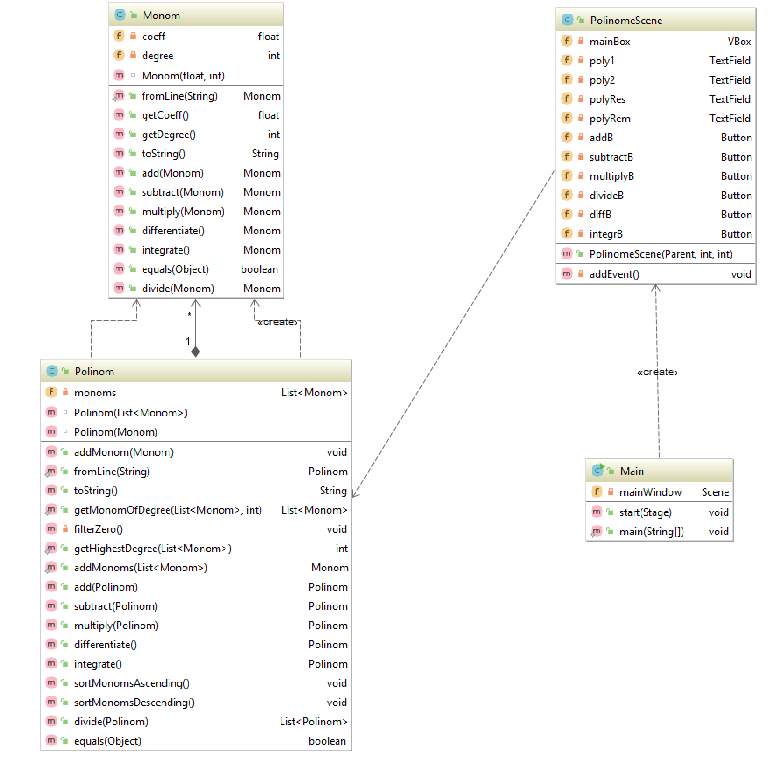 Monom
coeff float
degree int
Monom(float, int)
fromLine(String) Monom
getCoeff() float
getDegree() int
toString() String
add(Monom) Monom
subtract(Monom) Monom
multiply(Monom) Monom
differentiate() Monom
integrate() Monom
equals(Object) boolean
divide(Monom) Monom
PolinomeScene
mainBox VBox
poly1 TextField
poly2 TextField
polyRes TextField
polyRem TextField
addB Button
subtractB Button
multiplyB Button
divideB Button
diffB Button
integrB Button
PolinomeScene(Parent, int, int)
addEvent() void
*
«create»
1
Polinom
monoms List<Monom>
Polinom(List<Monom>)
Polinom(Monom)
addMonom(Monom) void
fromLine(String) Polinom
toString() String
getMonomOfDegree(List<Monom>, int) List<Monom>
filterZero() void
getHighestDegree(List<Monom>) int
addMonoms(List<Monom>) Monom
add(Polinom) Polinom
subtract(Polinom) Polinom
multiply(Polinom) Polinom
differentiate() Polinom
integrate() Polinom
sortMonomsAscending() void
sortMonomsDescending() void
divide(Polinom) List<Polinom>
equals(Object) boolean
«create»
Main
mainWindow Scene
start(Stage) void
main(String[]) void